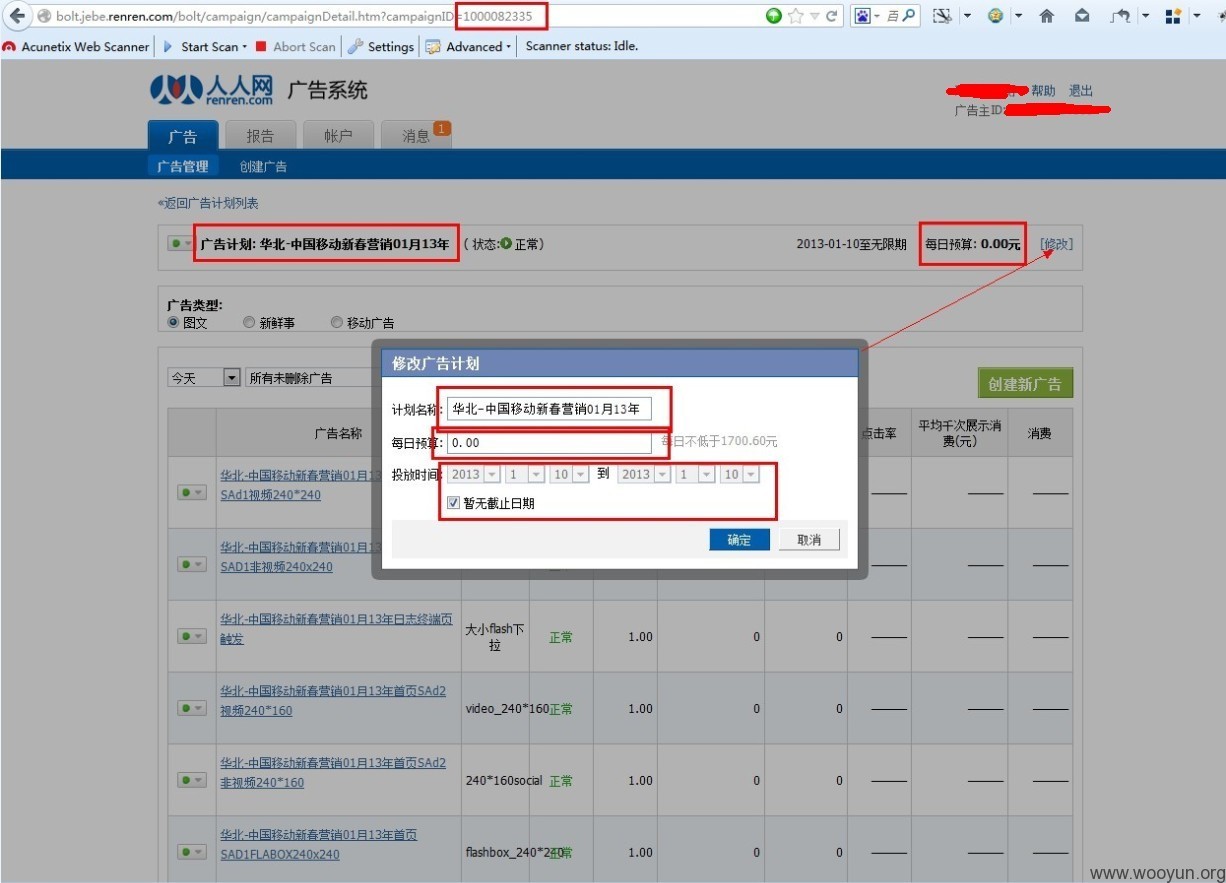 bolt.jebe.renren.com/bolt/campaign/campaignDetail.htm?campaignID=1000082335
Acunetix Web Scanner Start Scan Abort Scan Settings Advanced Scanner status: Idle.
人人网 renren.com 广告系统
帮助 退出
广告主ID:
广告 报告 帐户 消息 1
广告管理 创建广告
«返回广告计划列表
广告计划: 华北-中国移动新春营销01月13年 ( 状态: 正常) 2013-01-10至无限期 每日预算: 0.00元 [修改]
广告类型:
图文 新鲜事 移动广告
今天 所有未删除广告 创建新广告
修改广告计划
计划名称: 华北-中国移动新春营销01月13年
每日预算: 0.00 每日不低于1700.60元
投放时间: 2013 1 10 到 2013 1 10
暂无截止日期
确定 取消
广告名称 点击率 平均千次展示消费(元) 消费
华北-中国移动新春营销01月13
SAd1视频240*240
华北-中国移动新春营销01月13
SAD1非视频240x240
华北-中国移动新春营销01月13年日志终端页触发 大小flash下拉 正常 1.00 0 0
华北-中国移动新春营销01月13年首页SAd2视频240*160 video_240*160 正常 1.00 0 0
华北-中国移动新春营销01月13年首页SAd2非视频240*160 240*160social 正常 1.00 0 0
华北-中国移动新春营销01月13年首页SAD1FLABOX240x240 flashbox_240*240 正常 1.00 0 0
www.wooyun.org